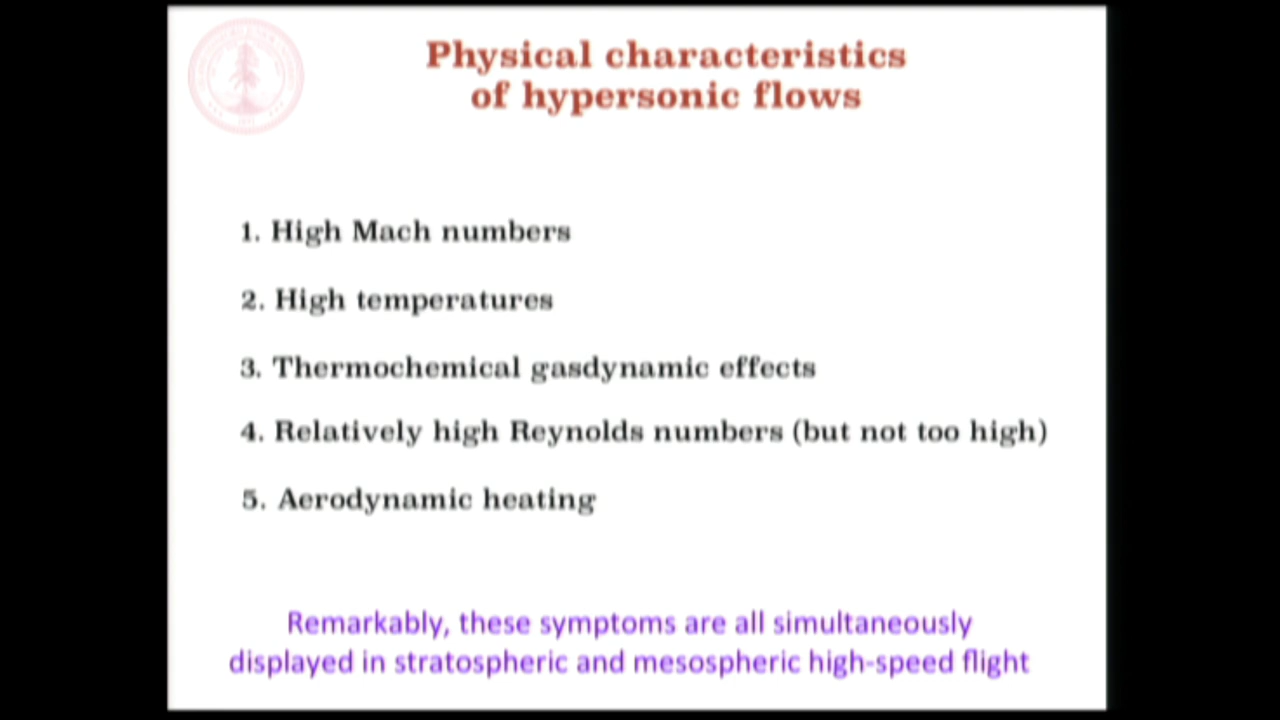 Physical characteristics
of hypersonic flows
1. High Mach numbers
2. High temperatures
3. Thermochemical gasdynamic effects
4. Relatively high Reynolds numbers (but not too high)
5. Aerodynamic heating
Remarkably, these symptoms are all simultaneously
displayed in stratospheric and mesospheric high-speed flight